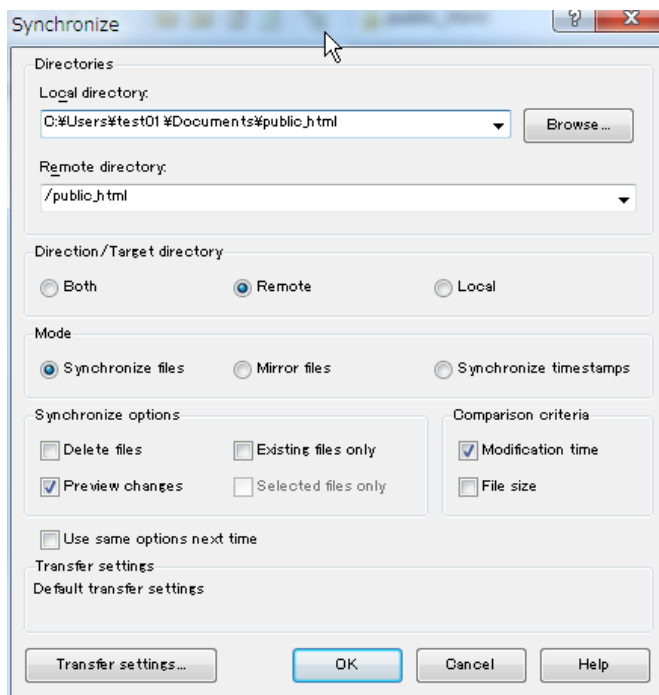 Synchronize
public_html
Directories
Local directory:
C:¥Users¥test01¥Documents¥public_html
Browse...
Remote directory:
/public_html
Direction/Target directory
Both Remote Local
Mode
Synchronize files Mirror files Synchronize timestamps
Synchronize options Comparison criteria
Delete files Existing files only Modification time
Preview changes Selected files only File size
Use same options next time
Transfer settings
Default transfer settings
Transfer settings... OK Cancel Help